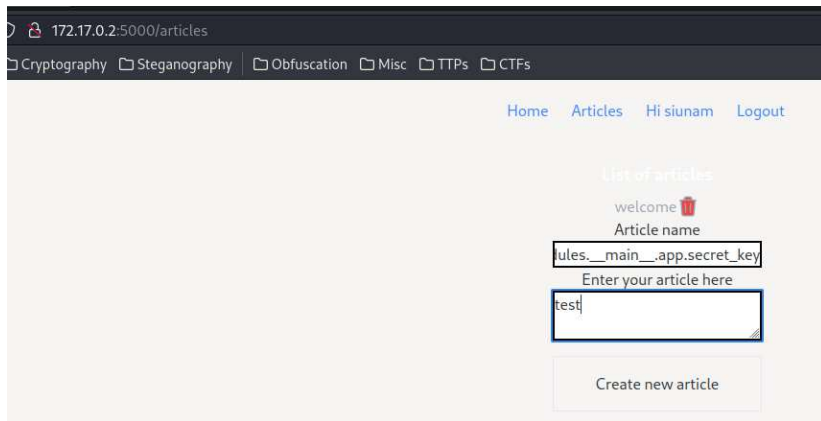 172.17.0.2:5000/articles
Cryptography Steganography Obfuscation Misc TTPs CTFs
Home Articles Hi siunam Logout
List of articles
welcome
Article name
lules.__main__.app.secret_key
Enter your article here
test
Create new article